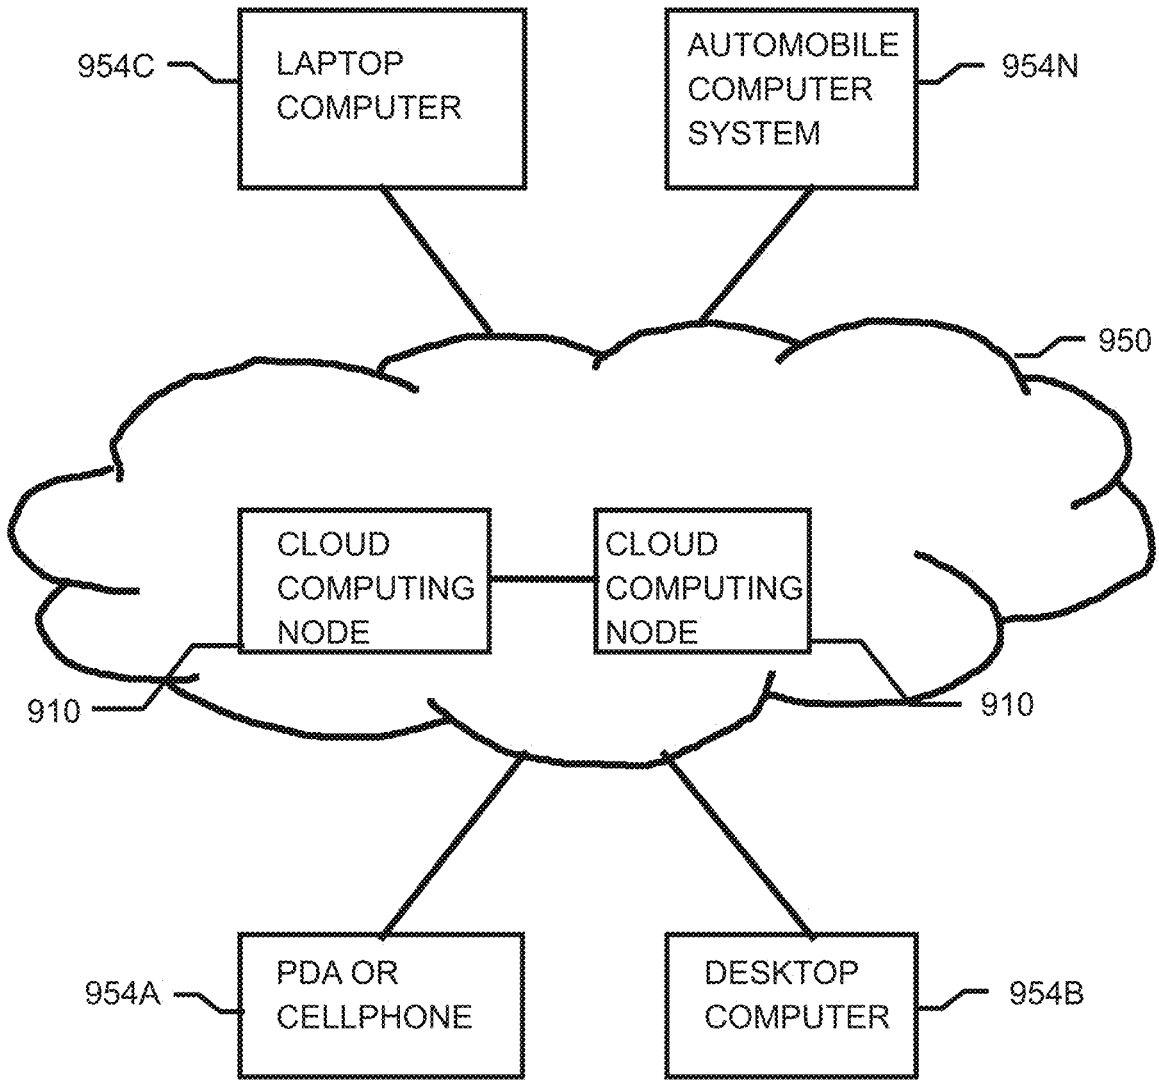 954C
LAPTOP
COMPUTER
AUTOMOBILE
COMPUTER
SYSTEM
954N
950
CLOUD
COMPUTING
NODE
CLOUD
COMPUTING
NODE
910
910
954A
PDA OR
CELLPHONE
DESKTOP
COMPUTER
954B